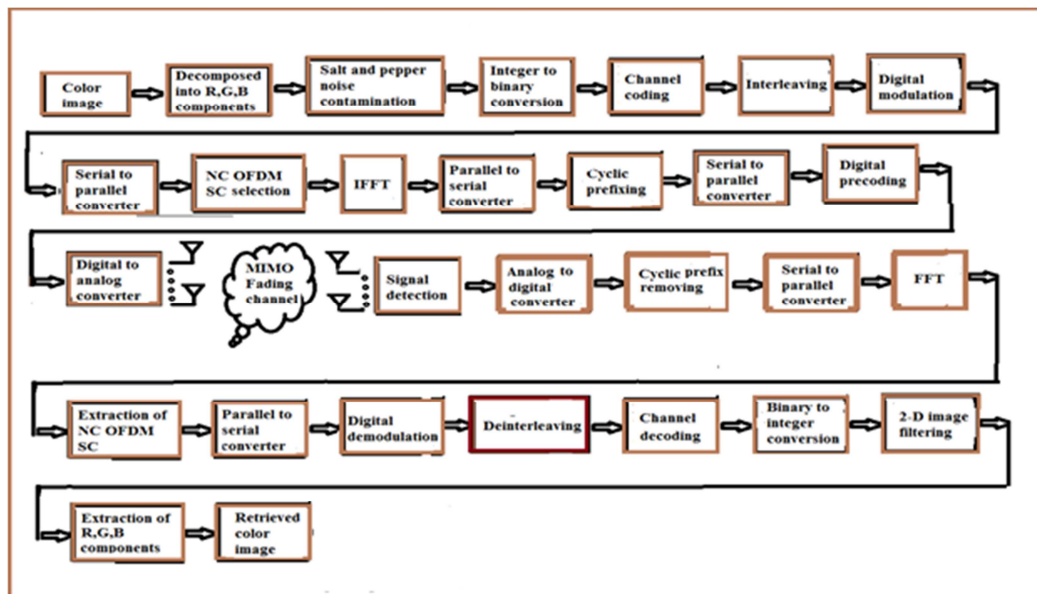 Color
image
Decomposed
into R,G,B
components
Salt and pepper
noise
contamination
Integer to
binary
conversion
Channel
coding
Interleaving
Digital
modulation
Serial to
parallel
converter
NC OFDM
SC selection
IFFT
Parallel to
serial
converter
Cyclic
prefixing
Serial to
parallel
converter
Digital
precoding
Digital to
analog
converter
MIMO
Fading
channel
Signal
detection
Analog to
digital
converter
Cyclic prefix
removing
Serial to
parallel
converter
FFT
Extraction of
NC OFDM
SC
Parallel to
serial
converter
Digital
demodulation
Deinterleaving
Channel
decoding
Binary to
integer
conversion
2-D image
filtering
Extraction of
R,G,B
components
Retrieved
color
image